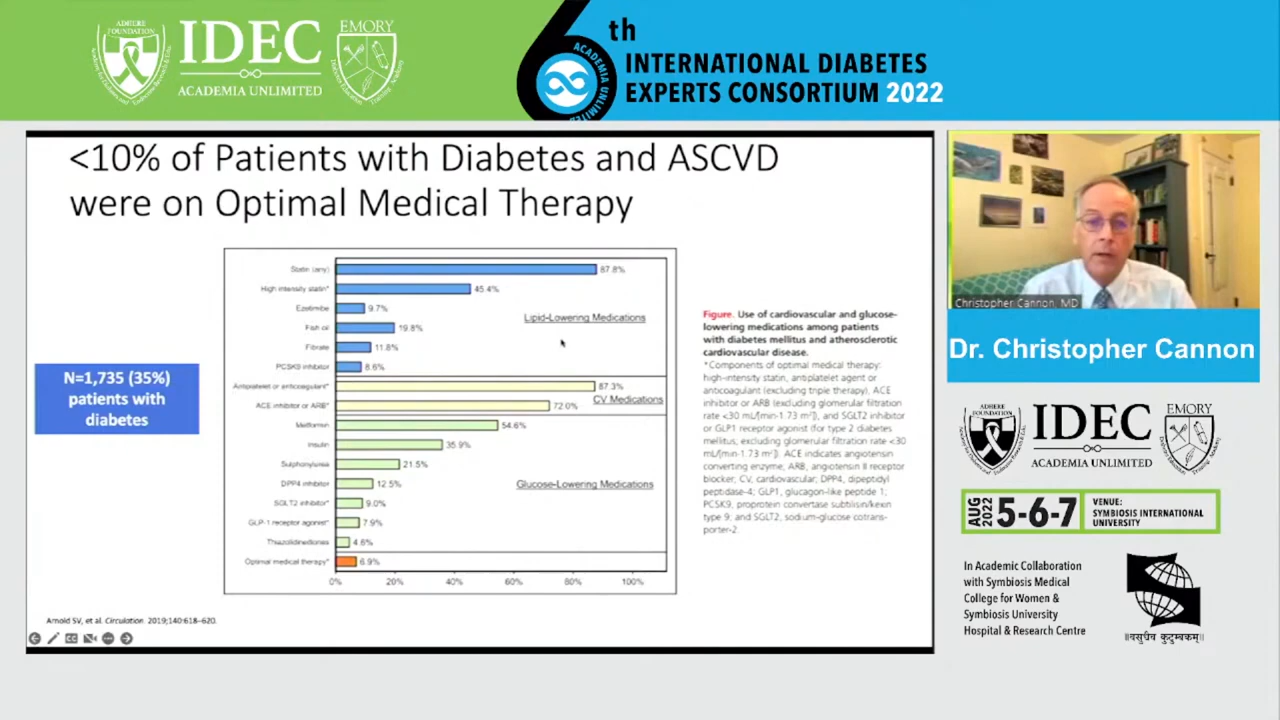 ADHERE
FOUNDATION
IDEC
ACADEMIA UNLIMITED
EMORY
6th
ACADEMIA UNLIMITED
INTERNATIONAL DIABETES
EXPERTS CONSORTIUM 2022
<10% of Patients with Diabetes and ASCVD
were on Optimal Medical Therapy
N=1,735 (35%)
patients with
diabetes
Statin (any) 87.8%
High intensity statin* 45.4%
Ezetimibe 9.7%
Lipid-Lowering Medications
Fish oil 19.8%
Fibrate 11.8%
PCSK9 inhibitor 8.6%
Antiplatelet or anticoagulant* 87.3%
CV Medications
ACE inhibitor or ARB* 72.0%
Metformin 54.6%
Insulin 35.9%
Sulphonylurea 21.5%
DPP4 inhibitor 12.5%
Glucose-Lowering Medications
SGLT2 inhibitor* 9.0%
GLP-1 receptor agonist* 7.9%
Thiazolidinediones 4.6%
Optimal medical therapy* 6.9%
0% 20% 40% 60% 80% 100%
Figure. Use of cardiovascular and glucose-
lowering medications among patients
with diabetes mellitus and atherosclerotic
cardiovascular disease.
*Components of optimal medical therapy:
high-intensity statin, antiplatelet agent or
anticoagulant (excluding triple therapy), ACE
inhibitor or ARB (excluding glomerular filtration
rate <30 mL/[min·1.73 m²]), and SGLT2 inhibitor
or GLP1 receptor agonist (for type 2 diabetes
mellitus; excluding glomerular filtration rate <30
mL/[min·1.73 m²]). ACE indicates angiotensin
converting enzyme; ARB, angiotensin II receptor
blocker; CV, cardiovascular; DPP4, dipeptidyl
peptidase-4; GLP1, glucagon-like peptide 1;
PCSK9, proprotein convertase subtilisin/kexin
type 9; and SGLT2, sodium-glucose cotrans-
porter-2.
Arnold SV, et al. Circulation. 2019;140:618–620.
CC
Christopher Cannon, MD
Dr. Christopher Cannon
ADHERE
FOUNDATION
IDEC
ACADEMIA UNLIMITED
EMORY
AUG
2022
5-6-7
VENUE:
SYMBIOSIS INTERNATIONAL
UNIVERSITY
In Academic Collaboration
with Symbiosis Medical
College for Women &
Symbiosis University
Hospital & Research Centre
॥वसुधैव कुटुम्बकम्॥